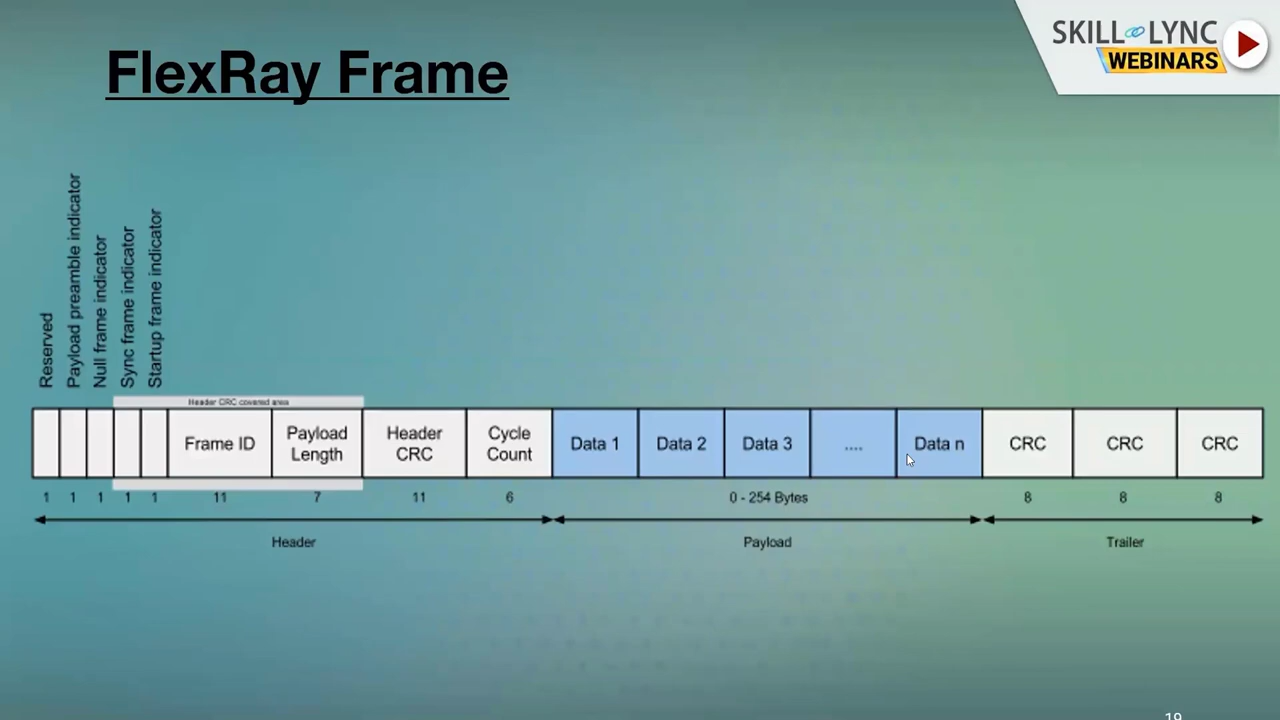 FlexRay Frame
SKILL LYNC
WEBINARS
Reserved
Payload preamble indicator
Null frame indicator
Sync frame indicator
Startup frame indicator
Header CRC covered area
Frame ID
Payload
Length
Header
CRC
Cycle
Count
Data 1
Data 2
Data 3
....
Data n
CRC
CRC
CRC
1 1 1 1 1 11 7 11 6 0 - 254 Bytes 8 8 8
Header Payload Trailer
19